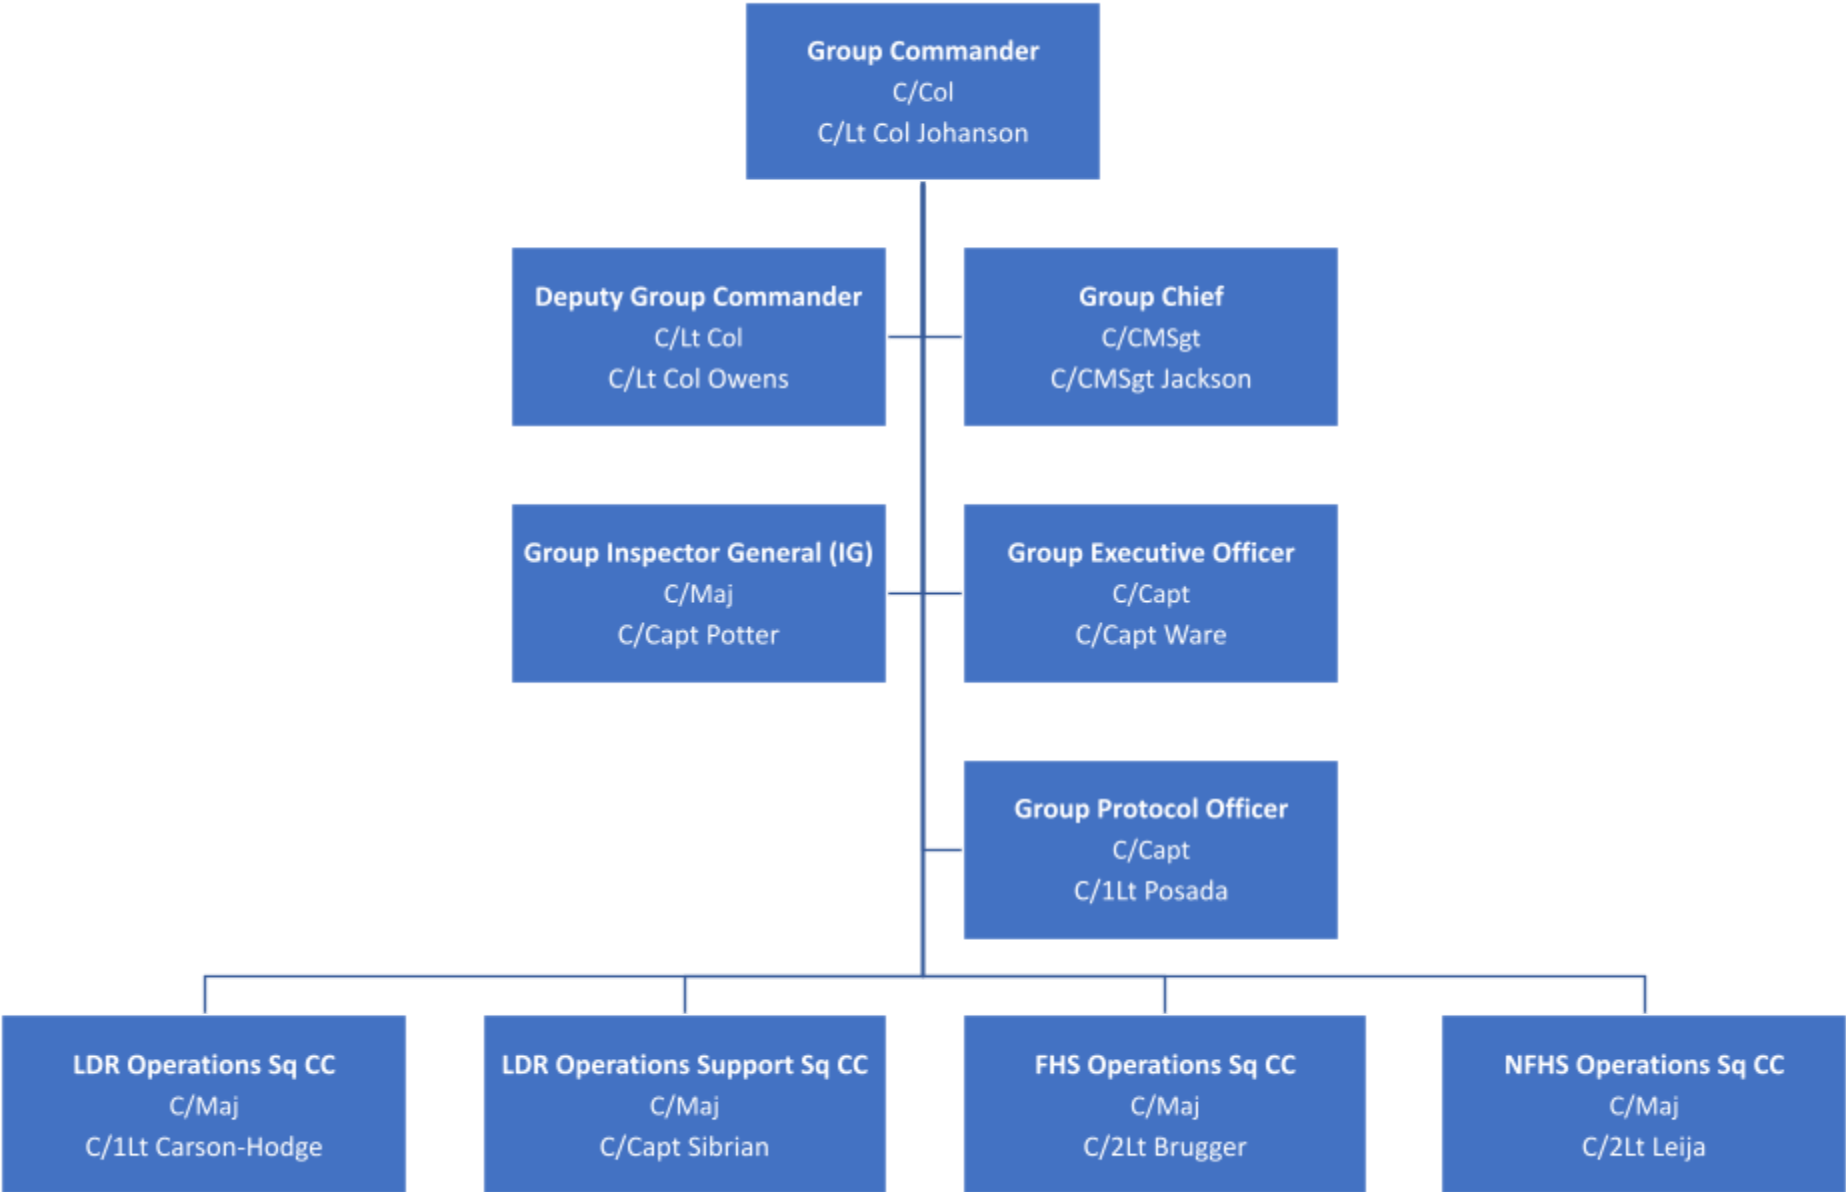 Group Commander
C/Col
C/Lt Col Johanson
Deputy Group Commander
C/Lt Col
C/Lt Col Owens
Group Chief
C/CMSgt
C/CMSgt Jackson
Group Inspector General (IG)
C/Maj
C/Capt Potter
Group Executive Officer
C/Capt
C/Capt Ware
Group Protocol Officer
C/Capt
C/1Lt Posada
LDR Operations Sq CC
C/Maj
C/1Lt Carson-Hodge
LDR Operations Support Sq CC
C/Maj
C/Capt Sibrian
FHS Operations Sq CC
C/Maj
C/2Lt Brugger
NFHS Operations Sq CC
C/Maj
C/2Lt Leija